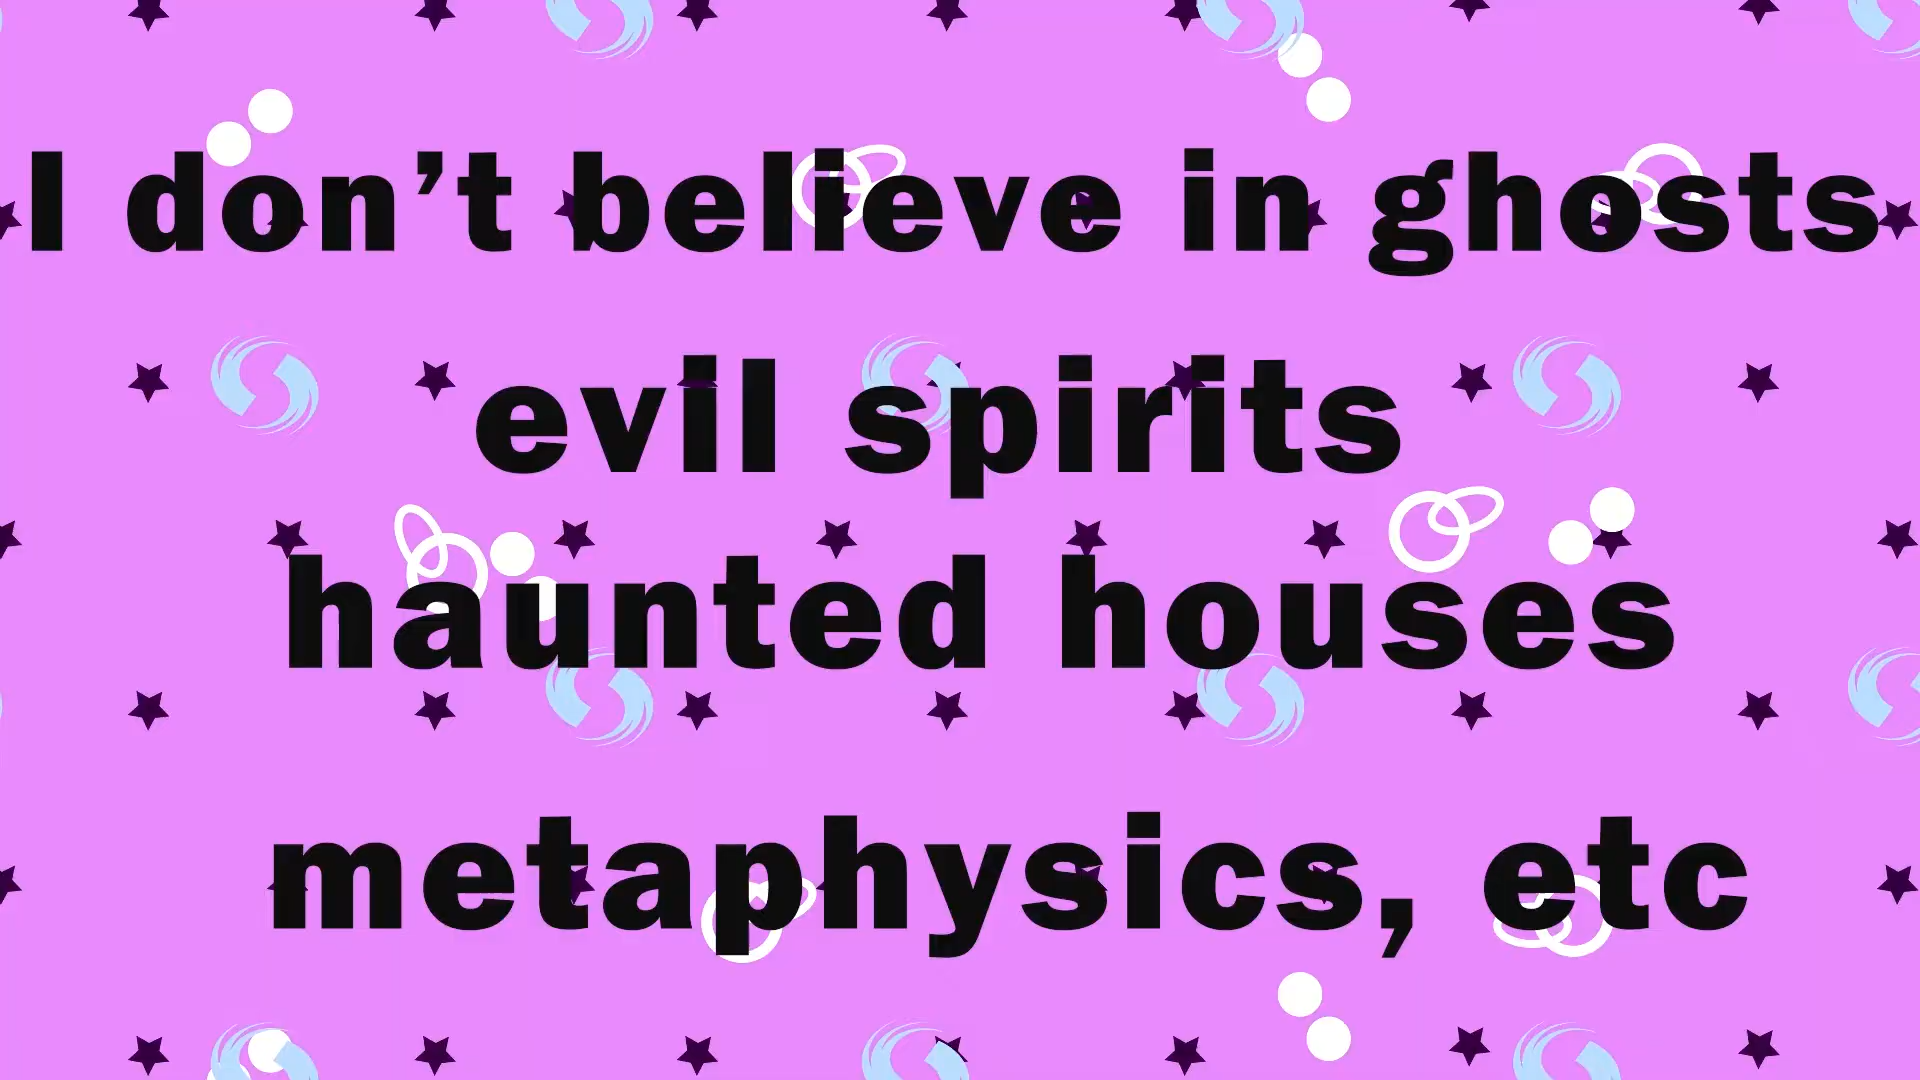 I don’t believe in ghosts
evil spirits
haunted houses
metaphysics, etc